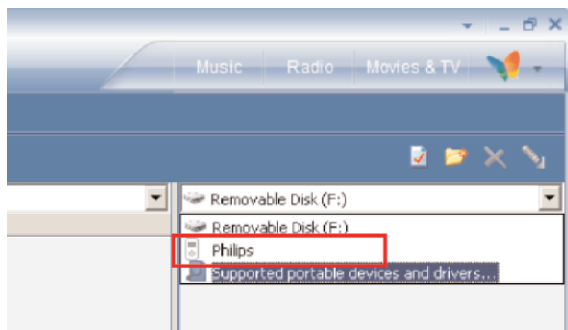 Music Radio Movies & TV
Removable Disk (F:)
Removable Disk (F:)
Philips
Supported portable devices and drivers...